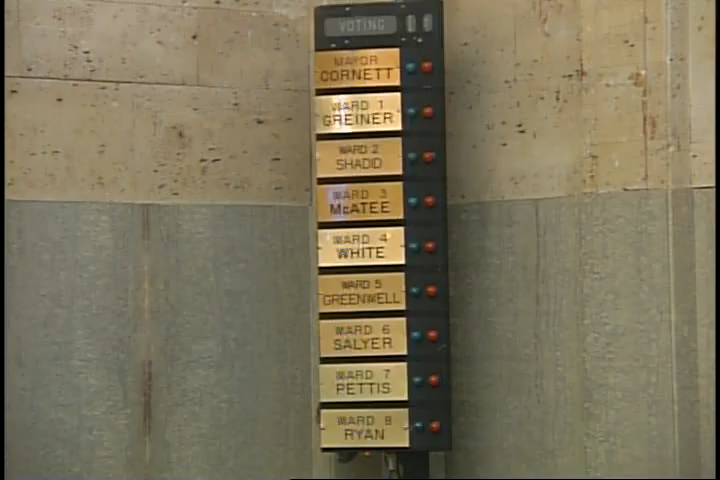 VOTING
MAYOR
CORNETT
WARD 1
GREINER
WARD 2
SHADID
WARD 3
McATEE
WARD 4
WHITE
WARD 5
GREENWELL
WARD 6
SALYER
WARD 7
PETTIS
WARD 8
RYAN